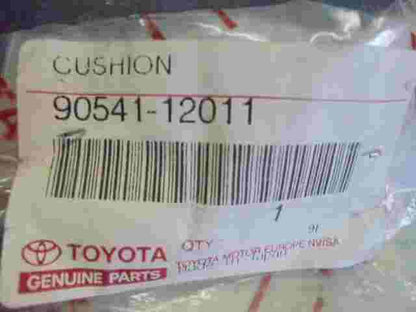 CUSHION
90541-12011
1
QTY
TOYOTA
TOYOTA MOTOR EUROPE NV/SA
GENUINE PARTS